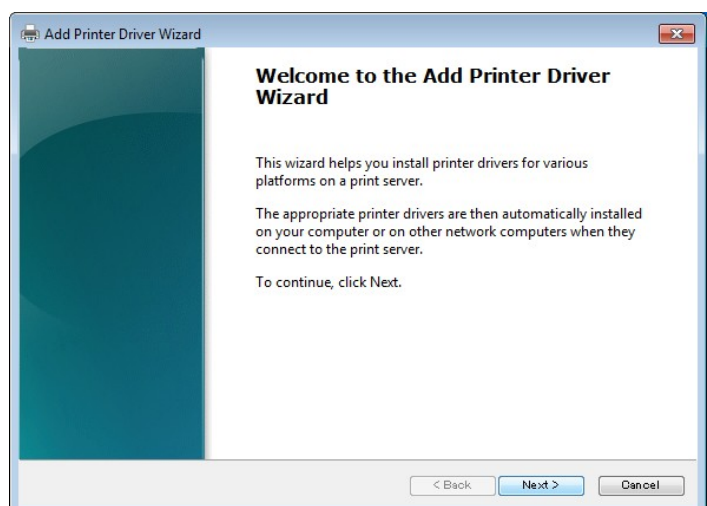 Add Printer Driver Wizard
Welcome to the Add Printer Driver
Wizard
This wizard helps you install printer drivers for various
platforms on a print server.
The appropriate printer drivers are then automatically installed
on your computer or on other network computers when they
connect to the print server.
To continue, click Next.
< Back Next > Cancel